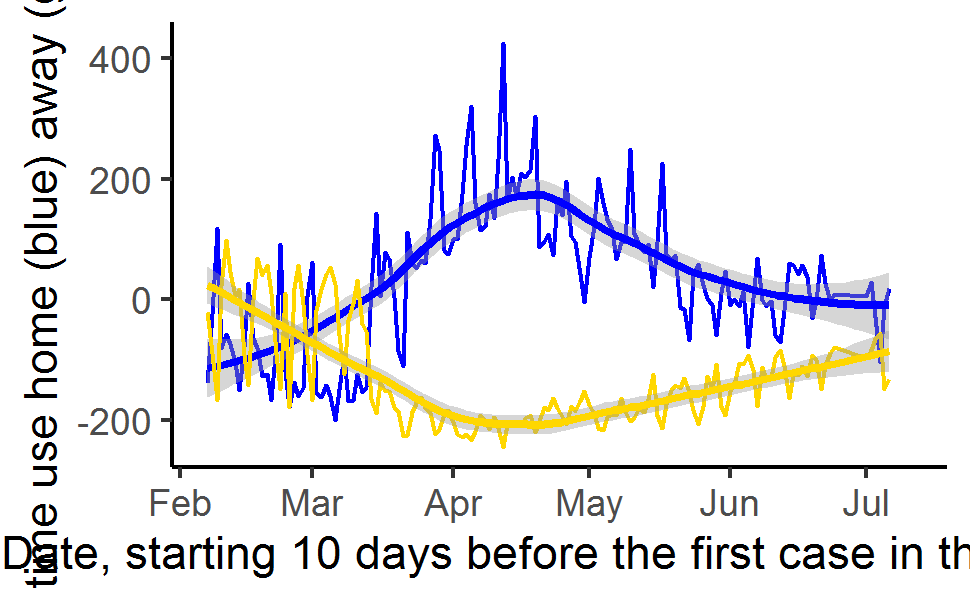 time use home (blue) away (
400
200
0
-200
Feb Mar Apr May Jun Jul
Date, starting 10 days before the first case in th